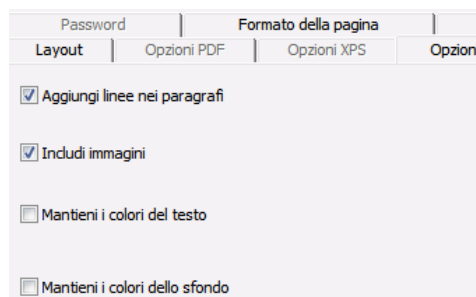 Password Formato della pagina
Layout Opzioni PDF Opzioni XPS Opzion
Aggiungi linee nei paragrafi
Includi immagini
Mantieni i colori del testo
Mantieni i colori dello sfondo